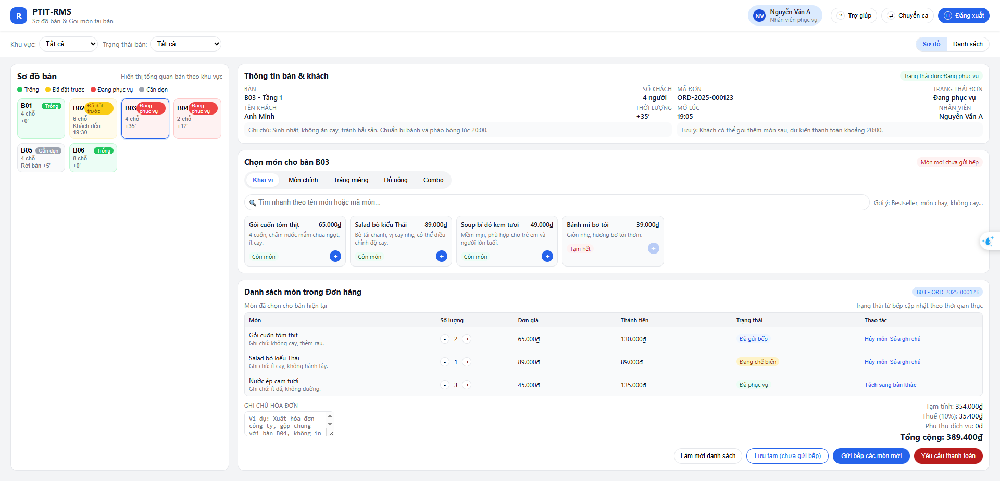 R
PTIT-RMS
Sơ đồ bàn & Gọi món tại bàn
NV
Nguyễn Văn A
Nhân viên phục vụ
? Trợ giúp
⇄ Chuyển ca
Đăng xuất
Khu vực: Tất cả
Trạng thái bàn: Tất cả
Sơ đồ
Danh sách
Sơ đồ bàn
Hiển thị tổng quan bàn theo khu vực
Trống
Đã đặt trước
Đang phục vụ
Cần dọn
B01
Trống
4 chỗ
+0'
B02
Đã đặt trước
6 chỗ
Khách đến
19:30
B03
Đang phục vụ
4 chỗ
+35'
B04
Đang phục vụ
2 chỗ
+12'
B05
Cần dọn
4 chỗ
Rời bàn +5'
B06
Trống
8 chỗ
+0'
Thông tin bàn & khách
Trạng thái đơn: Đang phục vụ
BÀN
B03 - Tầng 1
SỐ KHÁCH
4 người
MÃ ĐƠN
ORD-2025-000123
TRẠNG THÁI ĐƠN
Đang phục vụ
TÊN KHÁCH
Anh Minh
THỜI LƯỢNG
+35'
MỞ LÚC
19:05
NHÂN VIÊN
Nguyễn Văn A
Ghi chú: Sinh nhật, không ăn cay, tránh hải sản. Chuẩn bị bánh và pháo bông lúc 20:00.
Lưu ý: Khách có thể gọi thêm món sau, dự kiến thanh toán khoảng 20:00.
Chọn món cho bàn B03
Món mới chưa gửi bếp
Khai vị
Món chính
Tráng miệng
Đồ uống
Combo
Tìm nhanh theo tên món hoặc mã món...
Gợi ý: Bestseller, món chay, không cay...
Gỏi cuốn tôm thịt 65.000₫
4 cuốn, chấm nước mắm chua ngọt,
ít cay.
Còn món
+
Salad bò kiểu Thái 89.000₫
Bò tái chanh, vị cay nhẹ, có thể điều
chỉnh độ cay.
Còn món
+
Soup bí đỏ kem tươi 49.000₫
Mềm mịn, phù hợp cho trẻ em và
người lớn tuổi.
Còn món
+
Bánh mì bơ tỏi 39.000₫
Giòn nhẹ, hương bơ tỏi thơm.
Tạm hết
+
Danh sách món trong Đơn hàng
B03 • ORD-2025-000123
Món đã chọn cho bàn hiện tại
Trạng thái từ bếp cập nhật theo thời gian thực
Món Số lượng Đơn giá Thành tiền Trạng thái Thao tác
Gỏi cuốn tôm thịt
Ghi chú: không cay, thêm rau.
- 2 + 65.000₫ 130.000₫ Đã gửi bếp Hủy món Sửa ghi chú
Salad bò kiểu Thái
Ghi chú: ít cay, không hành tây.
- 1 + 89.000₫ 89.000₫ Đang chế biến Hủy món Sửa ghi chú
Nước ép cam tươi
Ghi chú: ít đá, không đường.
- 3 + 45.000₫ 135.000₫ Đã phục vụ Tách sang bàn khác
GHI CHÚ HÓA ĐƠN
Ví dụ: Xuất hóa đơn
công ty, gộp chung
với bàn B04, không in
Tạm tính: 354.000₫
Thuế (10%): 35.400₫
Phụ thu dịch vụ: 0₫
Tổng cộng: 389.400₫
Làm mới danh sách
Lưu tạm (chưa gửi bếp)
Gửi bếp các món mới
Yêu cầu thanh toán